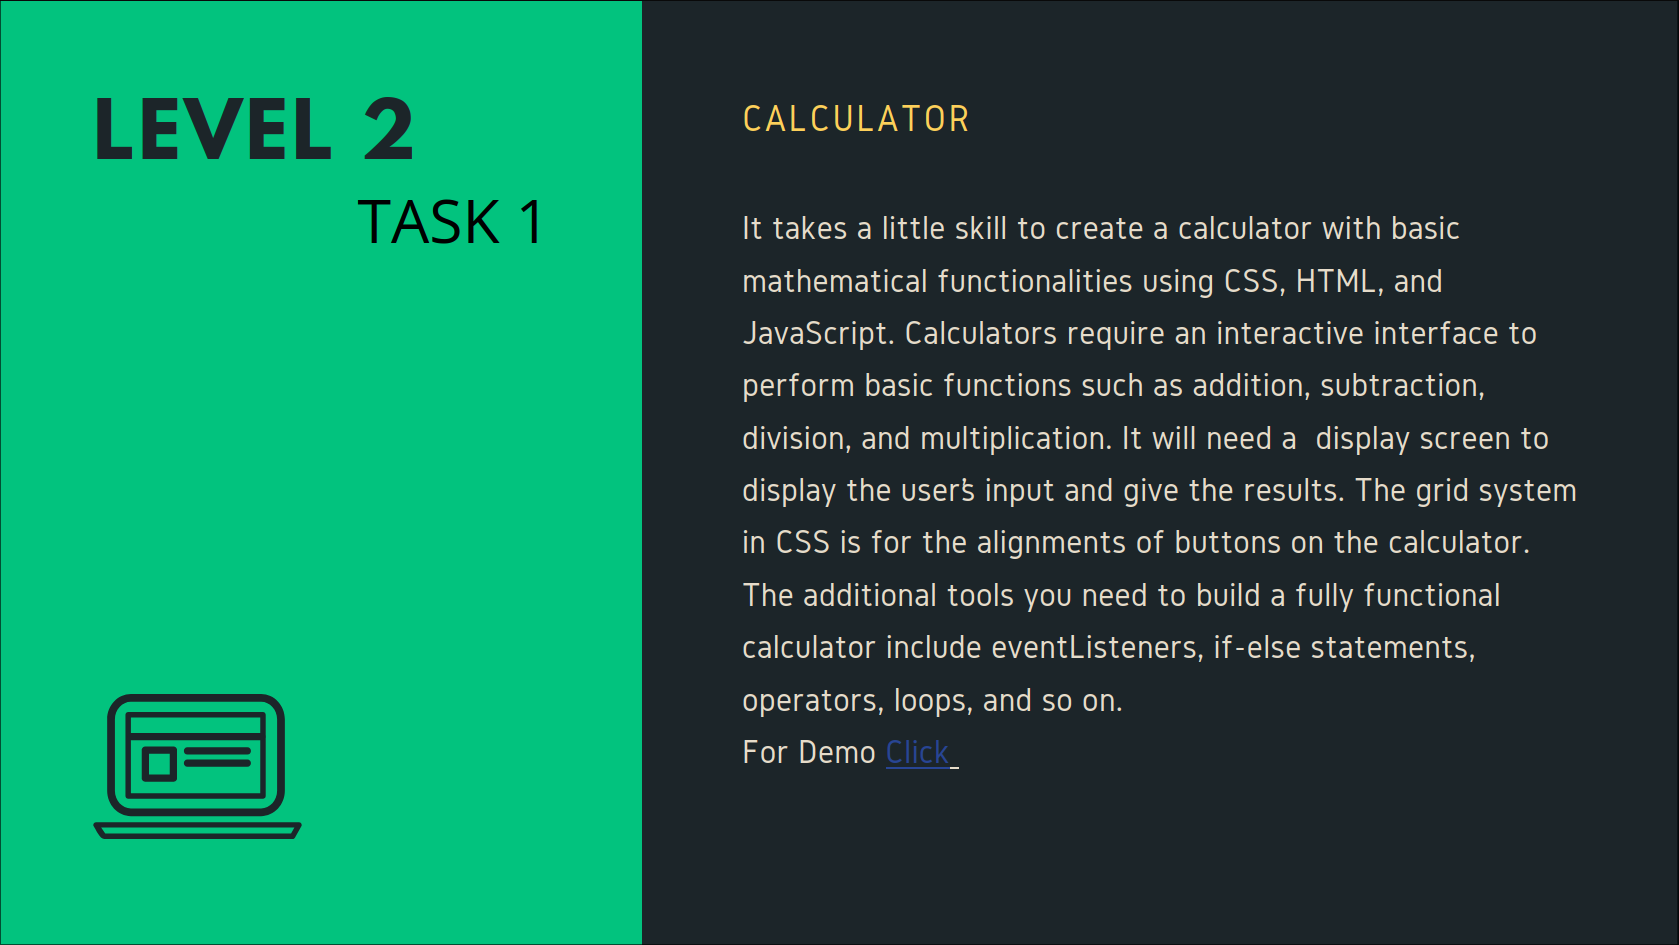 LEVEL 2
TASK 1
CALCULATOR
It takes a little skill to create a calculator with basic
mathematical functionalities using CSS, HTML, and
JavaScript. Calculators require an interactive interface to
perform basic functions such as addition, subtraction,
division, and multiplication. It will need a  display screen to
display the user's input and give the results. The grid system
in CSS is for the alignments of buttons on the calculator.
The additional tools you need to build a fully functional
calculator include eventListeners, if-else statements,
operators, loops, and so on.
For Demo Click